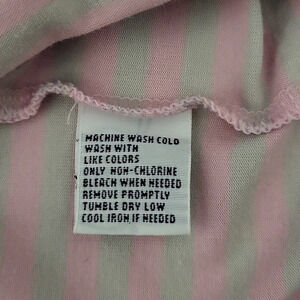 MACHINE WASH COLD
WASH WITH
LIKE COLORS
ONLY NON-CHLORINE
BLEACH WHEN NEEDED
REMOVE PROMPTLY
TUMBLE DRY LOW
COOL IRON, IF NEEDED